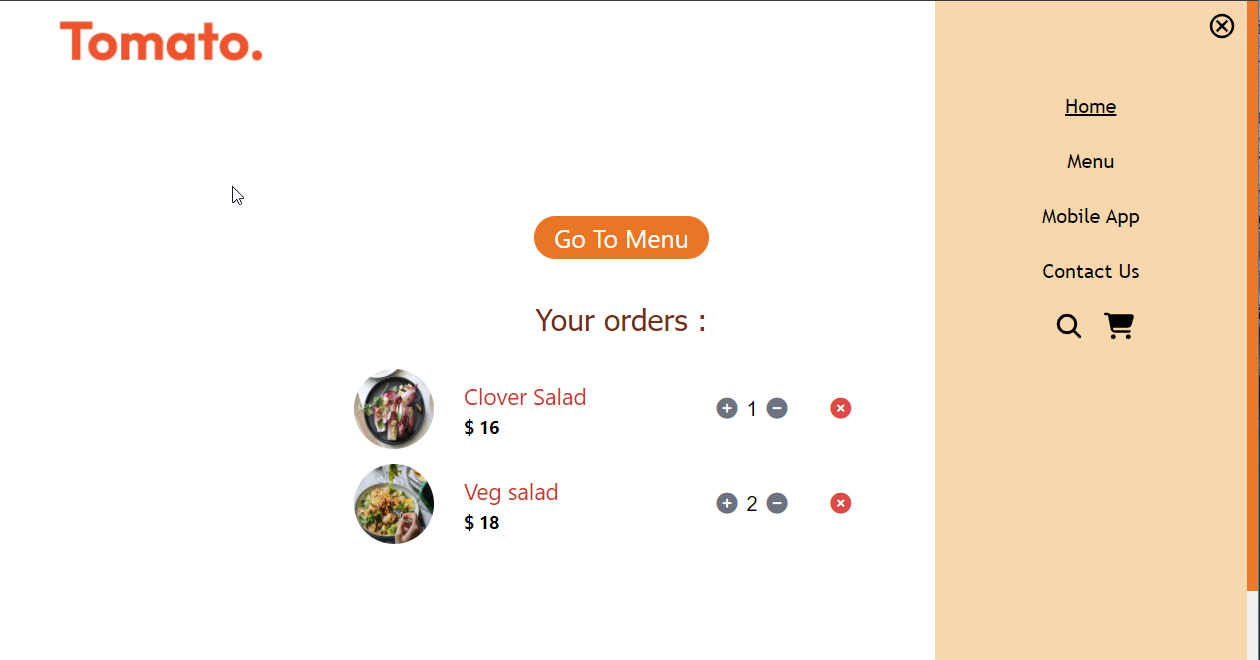 Tomato.
Home
Menu
Mobile App
Contact Us
Go To Menu
Your orders :
Clover Salad
$ 16
1
Veg salad
$ 18
2